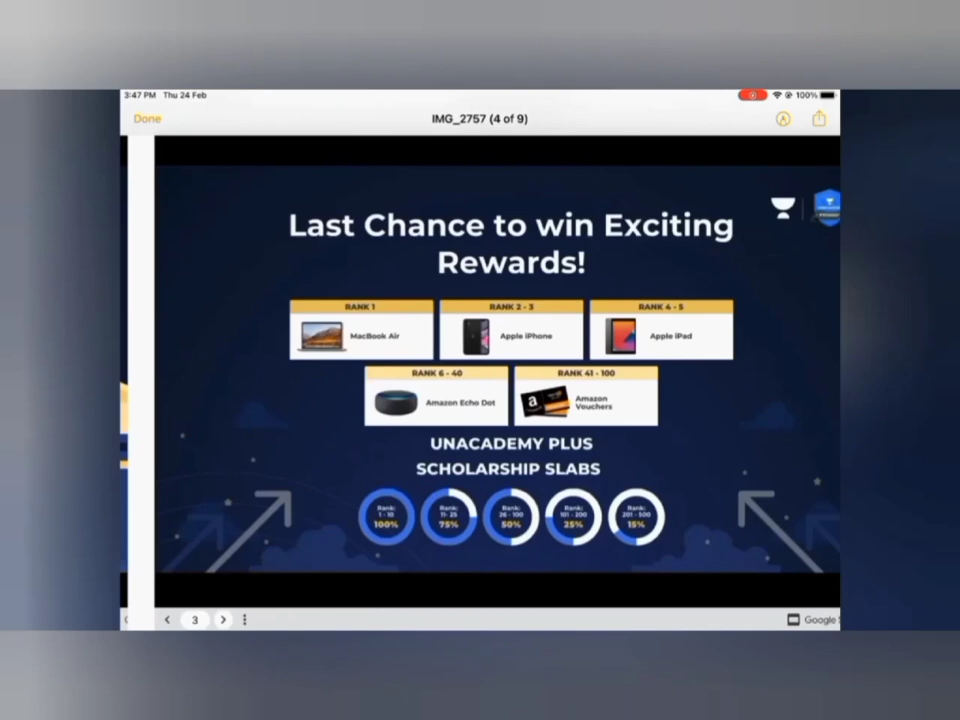 3:47 PM Thu 24 Feb
100%
Done
IMG_2757 (4 of 9)
Last Chance to win Exciting
Rewards!
RANK 1
RANK 2 - 3
RANK 4 - 5
MacBook Air
Apple iPhone
Apple iPad
RANK 6 - 40
RANK 41 - 100
Amazon Echo Dot
Amazon
Vouchers
UNACADEMY PLUS
SCHOLARSHIP SLABS
Rank:
1 - 10
100%
Rank:
11- 25
75%
Rank:
26 - 100
50%
Rank:
101 - 200
25%
Rank:
201 - 500
15%
3
Google